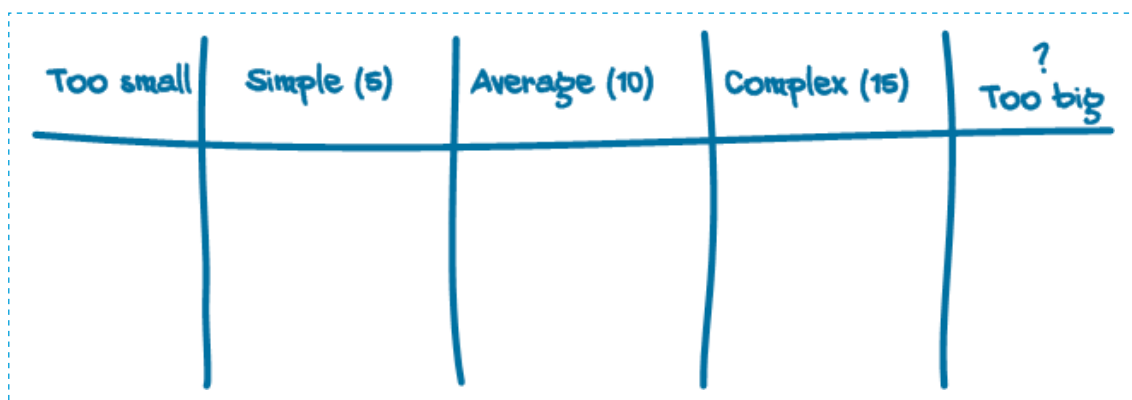 Too small
Simple (5)
Average (10)
Complex (15)
?
Too big